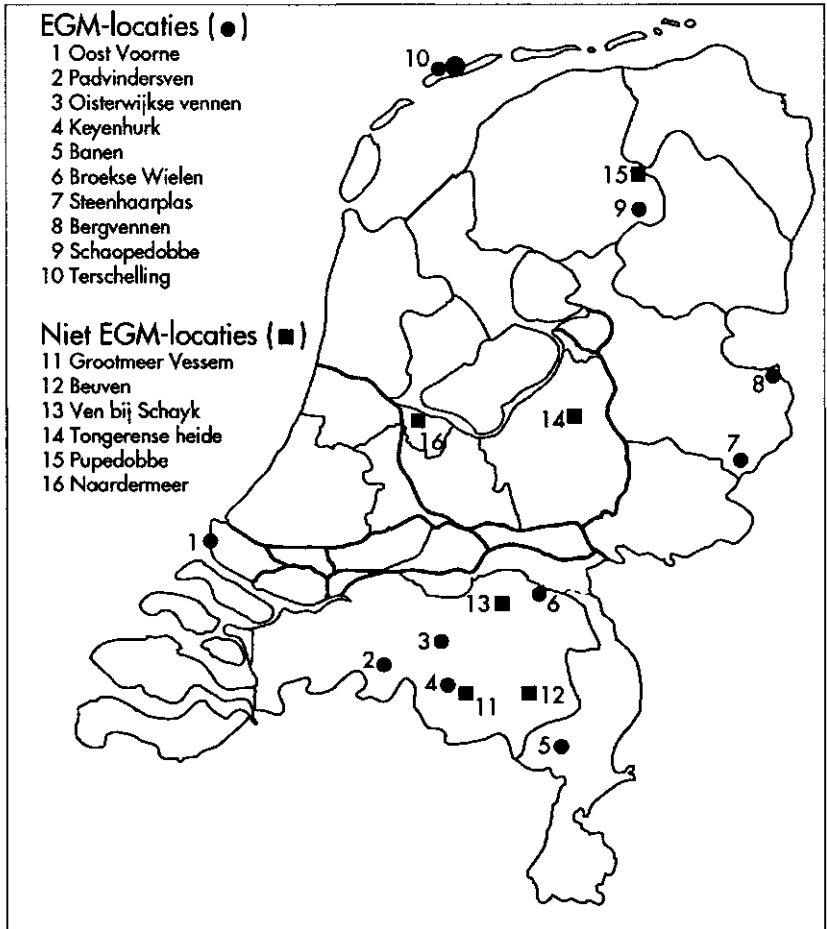 EGM-locaties (●)
1 Oost Voorne
2 Padvindersven
3 Oisterwijkse vennen
4 Keyenhurk
5 Banen
6 Broekse Wielen
7 Steenhaarplas
8 Bergvennen
9 Schaopedobbe
10 Terschelling
Niet EGM-locaties (■)
11 Grootmeer Vessem
12 Beuven
13 Ven bij Schayk
14 Tongerense heide
15 Pupedobbe
16 Naardermeer
10
15
9
8
14
16
7
1
13
6
3
2
4
11
12
5